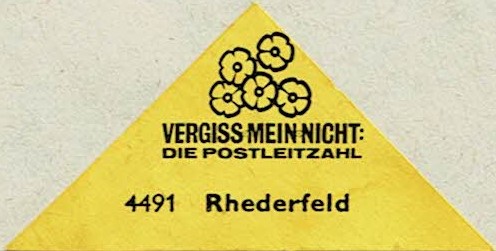 VERGISS MEIN NICHT:
DIE POSTLEITZAHL
4491 Rhederfeld